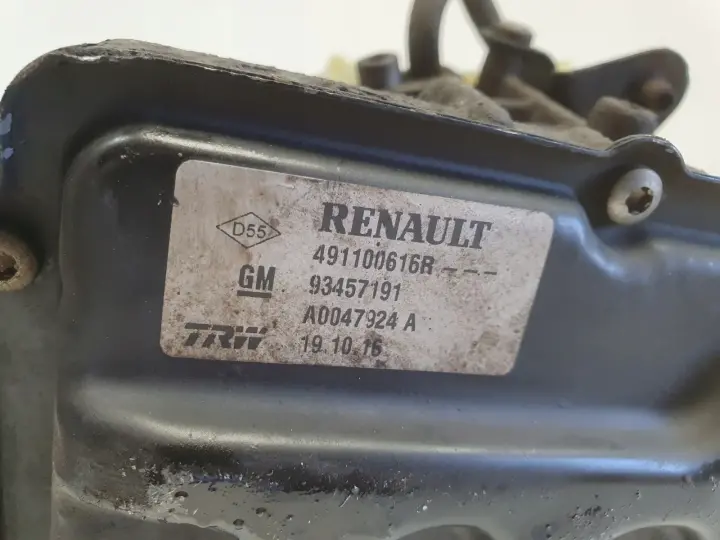 D55 RENAULT
491100616R ---
GM 93457191
A0047924 A
TRW 19.10.16